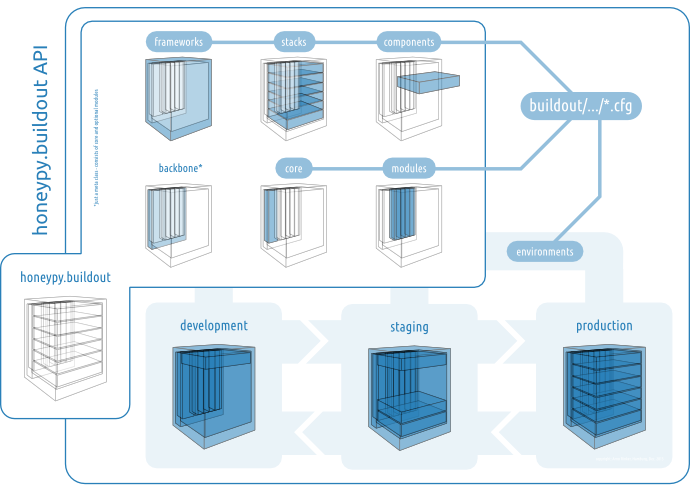 honeypy.buildout API
frameworks
stacks
components
buildout/.../*.cfg
*just a meta class - consists of core and optional modules
backbone*
core
modules
environments
honeypy.buildout
development
staging
production